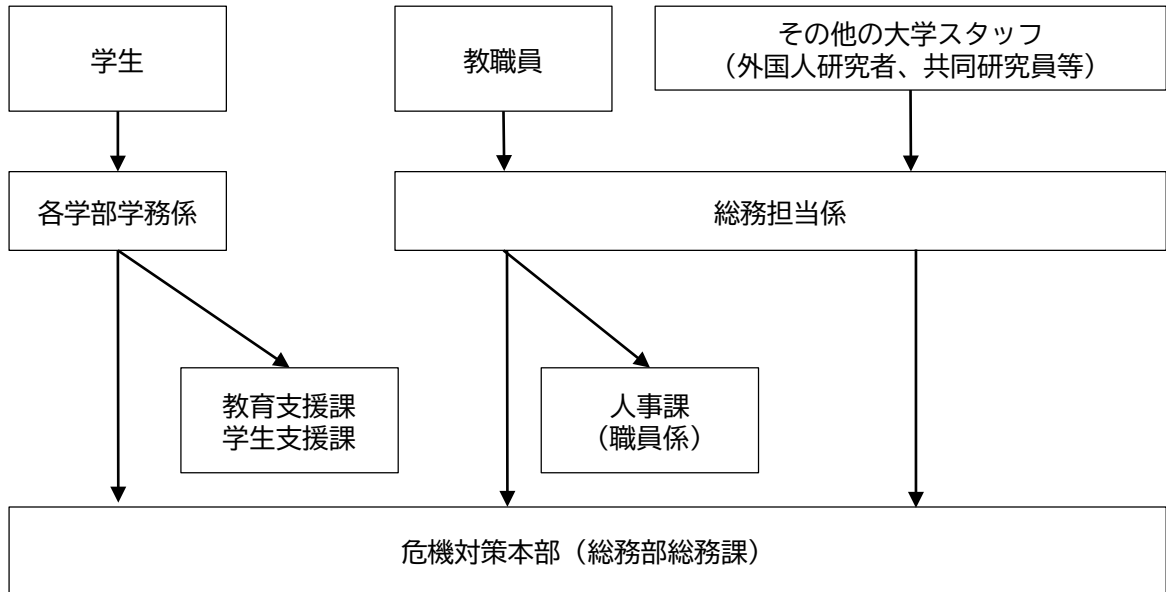 学生
教職員
その他の大学スタッフ
（外国人研究者、共同研究員等）
各学部学務係
総務担当係
教育支援課
学生支援課
人事課
（職員係）
危機対策本部（総務部総務課）